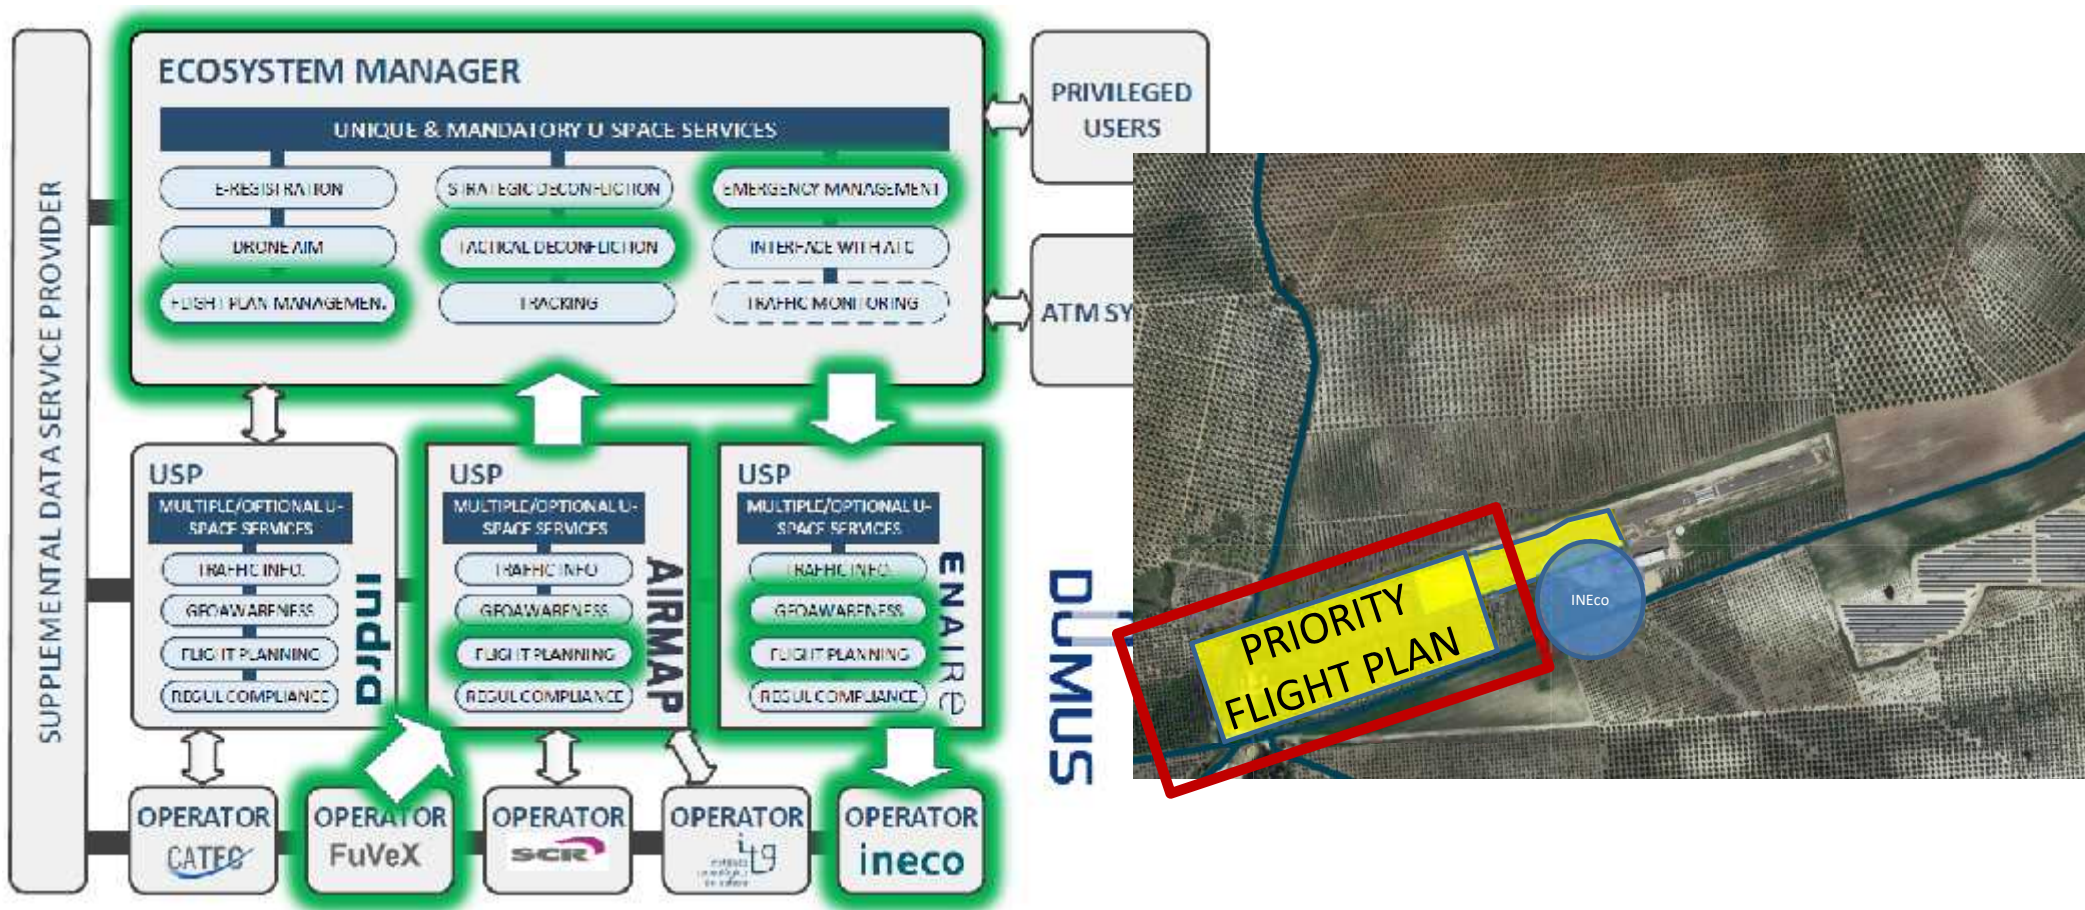 SUPPLEMENTAL DATA SERVICE PROVIDER
ECOSYSTEM MANAGER
UNIQUE & MANDATORY U SPACE SERVICES
E-REGISTRATION
DRONE AIM
FLIGHT PLAN MANAGEMEN.
STRATEGIC DECONFLICTION
TACTICAL DECONFLICTION
TRACKING
EMERGENCY MANAGEMENT
INTERFACE WITH ATC
TRAFFIC MONITORING
PRIVILEGED
USERS
ATM SY
USP
MULTIPLE/OPTIONAL U-
SPACE SERVICES
TRAFFIC INFO.
GEOAWARENESS
FLIGHT PLANNING
REGUL COMPLIANCE
indra
USP
MULTIPLE/OPTIONAL U-
SPACE SERVICES
TRAFFIC INFO
GEOAWARENESS
FLIGHT PLANNING
REGUL COMPLIANCE
AIRMAP
USP
MULTIPLE/OPTIONAL U-
SPACE SERVICES
TRAFFIC INFO.
GEOAWARENESS
FLIGHT PLANNING
REGUL COMPLIANCE
ENAIRe
OPERATOR
CATEC
OPERATOR
FuVeX
OPERATOR
SCR
OPERATOR
itg
OPERATOR
ineco
DOMUS
PRIORITY
FLIGHT PLAN
INEco